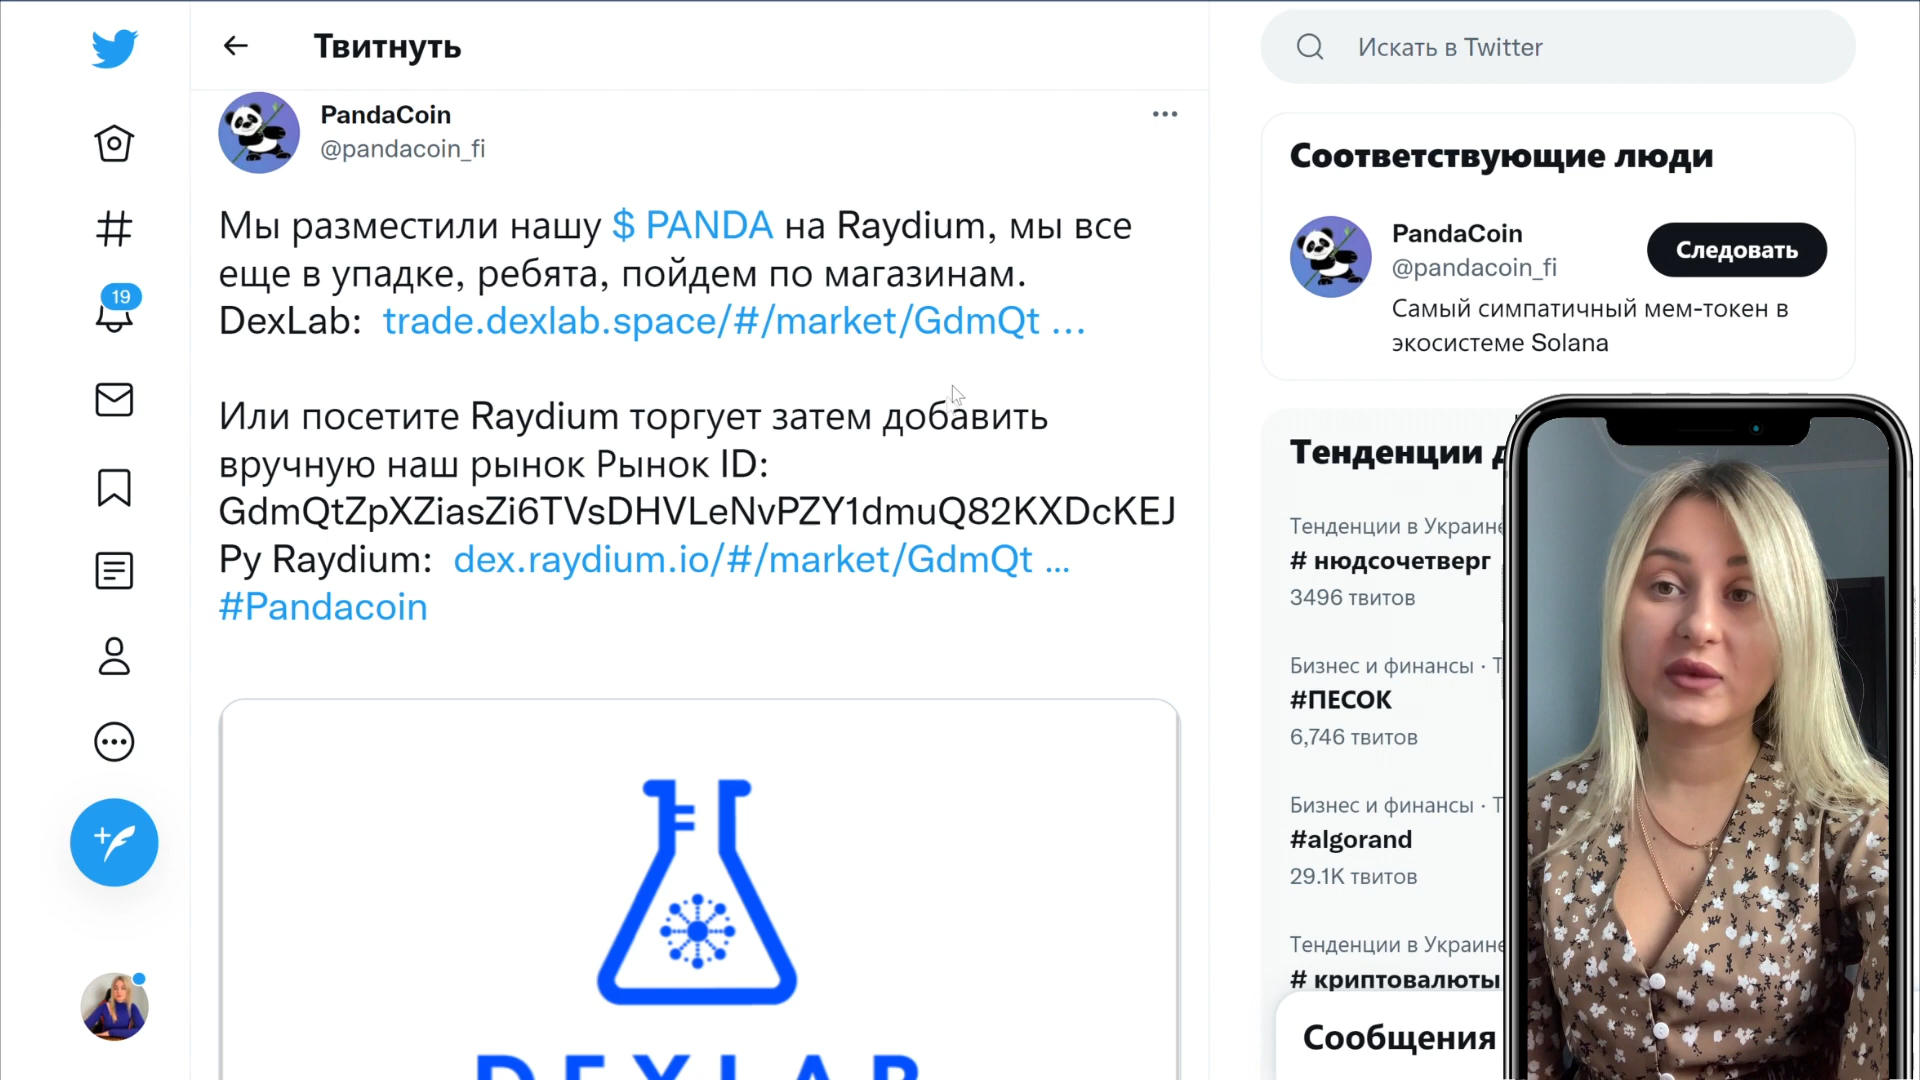 Твитнуть
Искать в Twitter
PandaCoin
@pandacoin_fi
Мы разместили нашу $ PANDA на Raydium, мы все
еще в упадке, ребята, пойдем по магазинам.
DexLab: trade.dexlab.space/#/market/GdmQt ...
Или посетите Raydium торгует затем добавить
вручную наш рынок Рынок ID:
GdmQtZpXZiasZi6TVsDHVLeNvPZY1dmuQ82KXDcKEJ
Ру Raydium: dex.raydium.io/#/market/GdmQt ...
#Pandacoin
DEXLAB
19
Соответствующие люди
PandaCoin
@pandacoin_fi
Следовать
Самый симпатичный мем-токен в
экосистеме Solana
Тенденции
Тенденции в Украине
# нюдсочетверг
3496 твитов
Бизнес и финансы ·
#ПЕСОК
6,746 твитов
Бизнес и финансы ·
#algorand
29.1K твитов
Тенденции в Украине
# криптовалюты
Сообщения